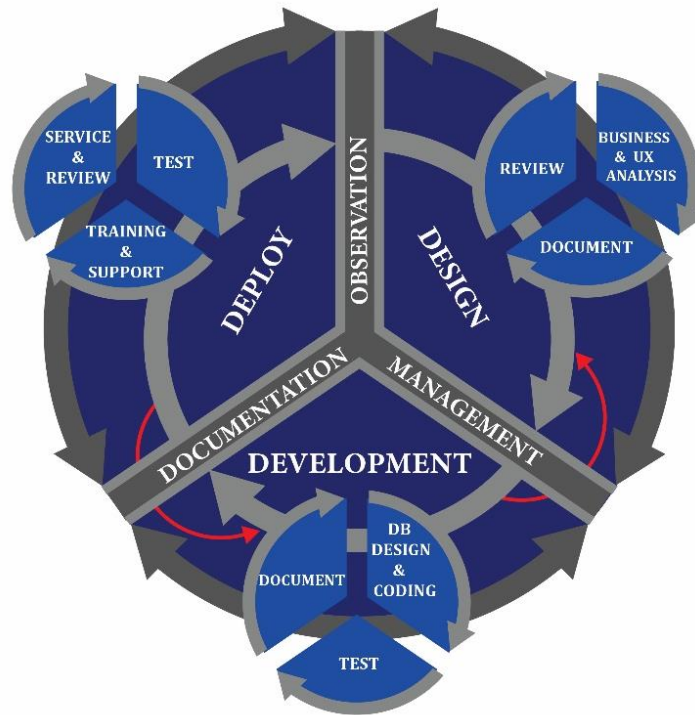 SERVICE
&
REVIEW
TEST
TRAINING
&
SUPPORT
DEPLOY
OBSERVATION
DESIGN
REVIEW
BUSINESS
& UX
ANALYSIS
DOCUMENT
DOCUMENTATION
MANAGEMENT
DEVELOPMENT
DOCUMENT
DB
DESIGN
&
CODING
TEST